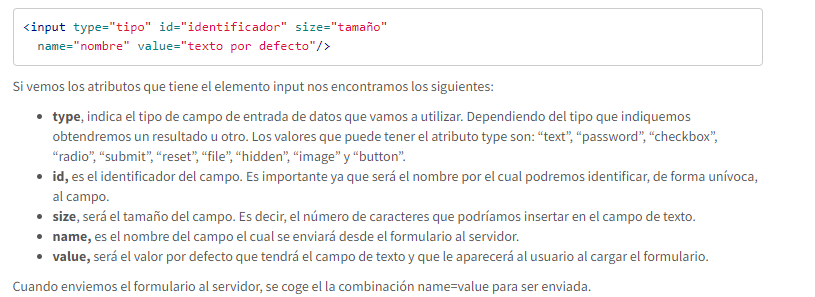 <input type="tipo" id="identificador" size="tamaño"
name="nombre" value="texto por defecto"/>
Si vemos los atributos que tiene el elemento input nos encontramos los siguientes:
• type, indica el tipo de campo de entrada de datos que vamos a utilizar. Dependiendo del tipo que indiquemos
obtendremos un resultado u otro. Los valores que puede tener el atributo type son: “text”, “password”, “checkbox”,
“radio”, “submit”, “reset”, “file”, “hidden”, “image” y “button”.
• id, es el identificador del campo. Es importante ya que será el nombre por el cual podremos identificar, de forma unívoca,
al campo.
• size, será el tamaño del campo. Es decir, el número de caracteres que podríamos insertar en el campo de texto.
• name, es el nombre del campo el cual se enviará desde el formulario al servidor.
• value, será el valor por defecto que tendrá el campo de texto y que le aparecerá al usuario al cargar el formulario.
Cuando enviemos el formulario al servidor, se coge el la combinación name=value para ser enviada.